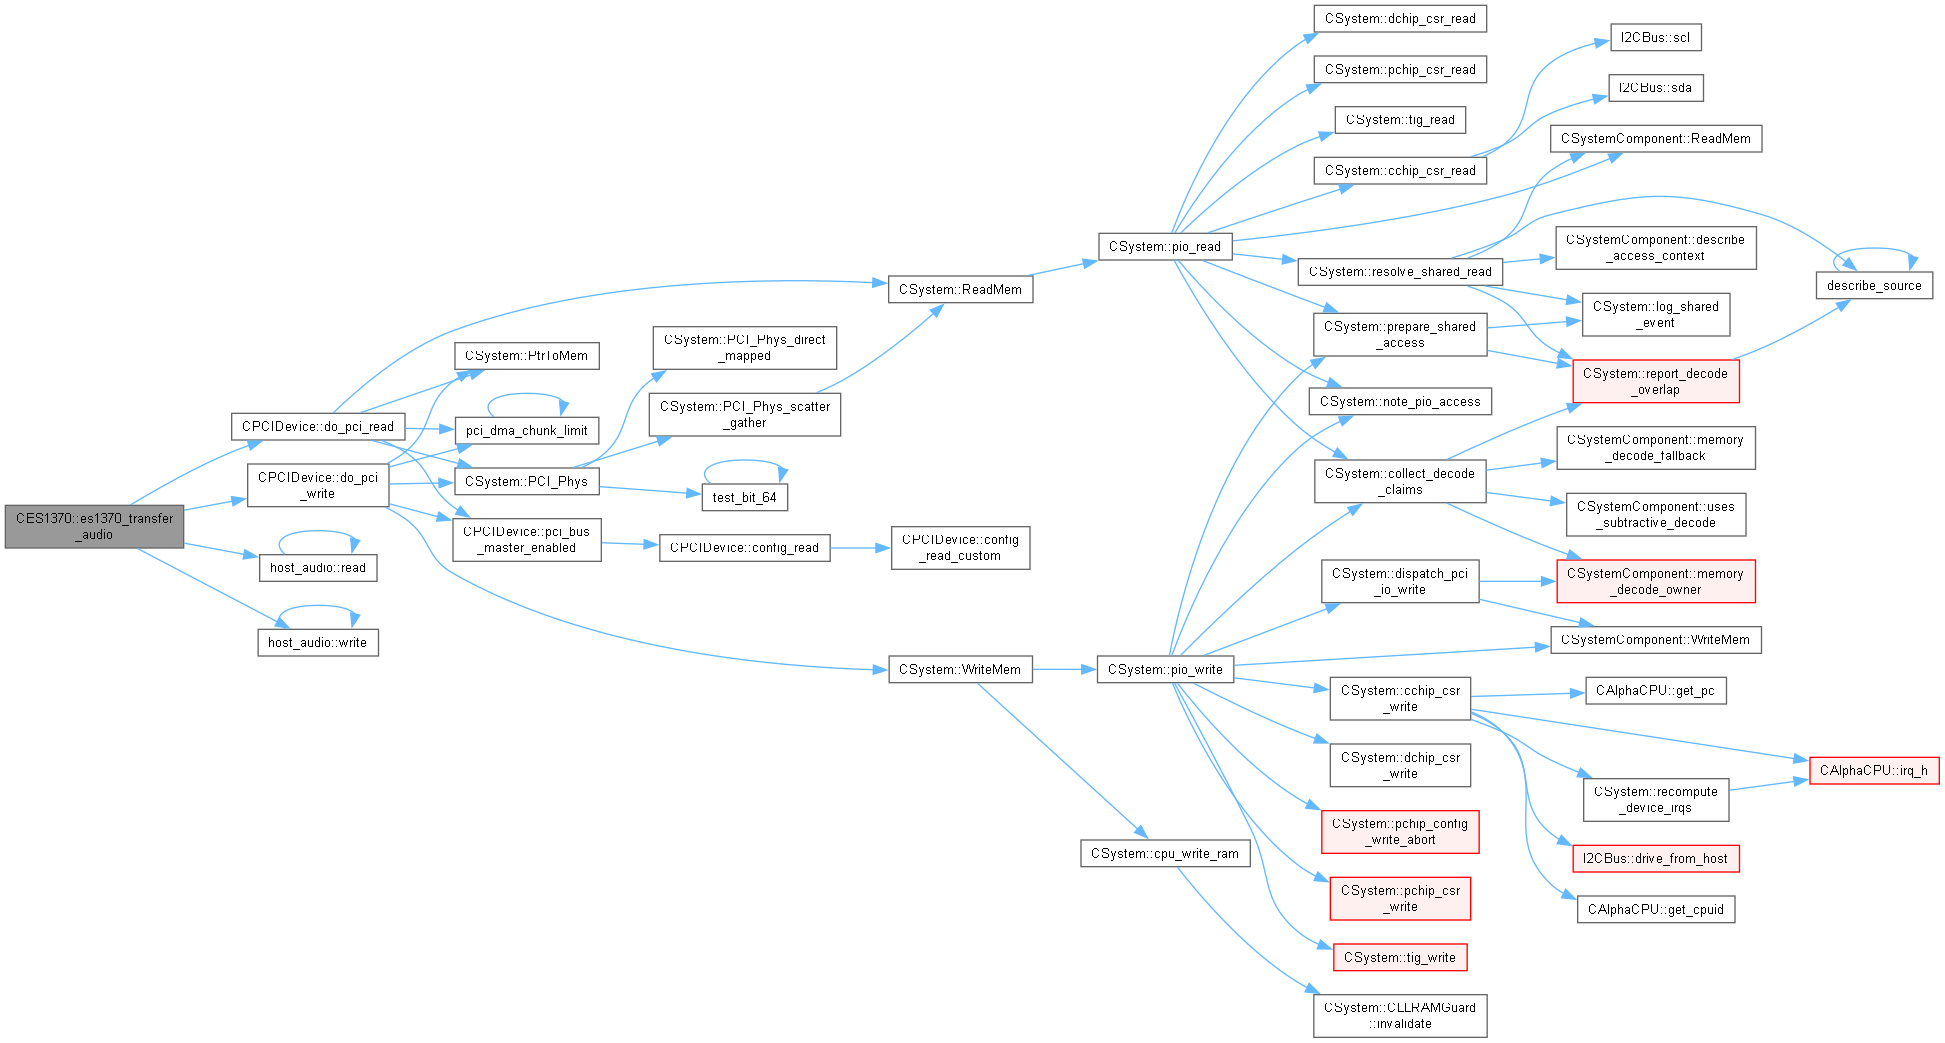 CES1370::es1370_transfer
_audio
CPCIDevice::do_pci_read
CPCIDevice::do_pci
_write
host_audio::read
host_audio::write
CSystem::PtrToMem
pci_dma_chunk_limit
CSystem::PCI_Phys
CPCIDevice::pci_bus
_master_enabled
CSystem::PCI_Phys_direct
_mapped
CSystem::PCI_Phys_scatter
_gather
test_bit_64
CPCIDevice::config_read
CSystem::ReadMem
CPCIDevice::config
_read_custom
CSystem::WriteMem
CSystem::pio_read
CSystem::pio_write
CSystem::cpu_write_ram
CSystem::dchip_csr_read
CSystem::pchip_csr_read
CSystem::tig_read
CSystem::cchip_csr_read
CSystem::resolve_shared_read
CSystem::prepare_shared
_access
CSystem::note_pio_access
CSystem::collect_decode
_claims
CSystem::dispatch_pci
_io_write
CSystem::cchip_csr
_write
CSystem::dchip_csr
_write
CSystem::pchip_config
_write_abort
CSystem::pchip_csr
_write
CSystem::tig_write
CSystem::CLLRAMGuard
::invalidate
I2CBus::scl
I2CBus::sda
CSystemComponent::ReadMem
CSystemComponent::describe
_access_context
CSystem::log_shared
_event
CSystem::report_decode
_overlap
CSystemComponent::memory
_decode_fallback
CSystemComponent::uses
_subtractive_decode
CSystemComponent::memory
_decode_owner
CSystemComponent::WriteMem
CAlphaCPU::get_pc
CSystem::recompute
_device_irqs
I2CBus::drive_from_host
CAlphaCPU::get_cpuid
describe_source
CAlphaCPU::irq_h